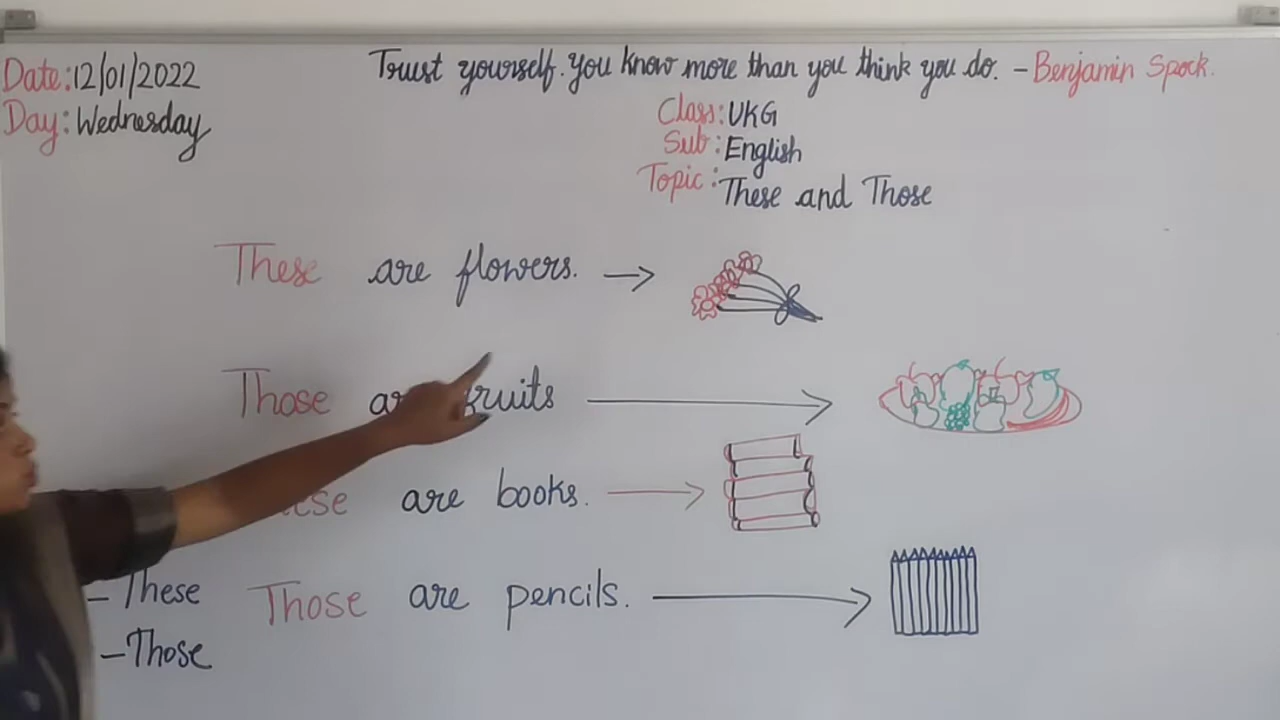 Trust yourself. You know more than you think you do. - Benjamin Spock.
Date: 12/01/2022
Day: Wednesday
Class: UKG
Sub: English
Topic: These and Those
These are flowers. →
Those fruits →
are books. →
Those are pencils. →
- These
- Those